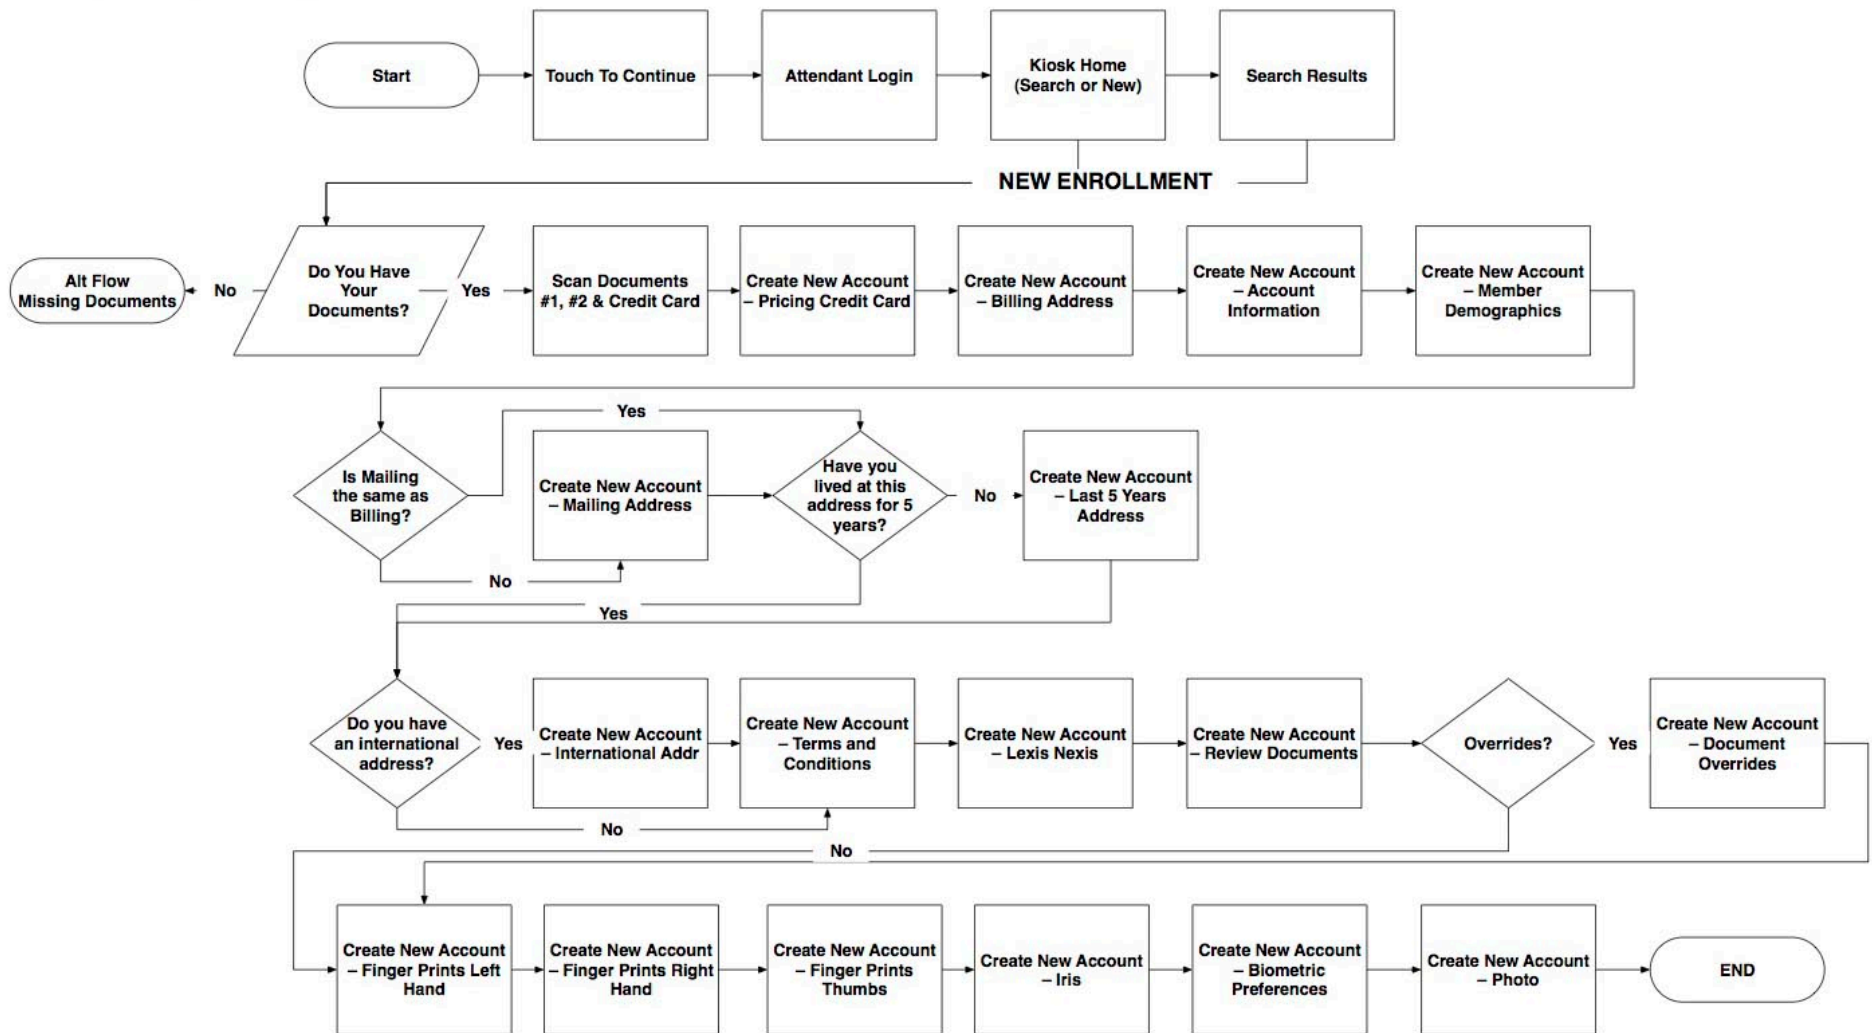 Start
Touch To Continue
Attendant Login
Kiosk Home
(Search or New)
Search Results
NEW ENROLLMENT
Alt Flow
Missing Documents
No
Do You Have
Your
Documents?
Yes
Scan Documents
#1, #2 & Credit Card
Create New Account
– Pricing Credit Card
Create New Account
– Billing Address
Create New Account
– Account
Information
Create New Account
– Member
Demographics
Is Mailing
the same as
Billing?
Yes
No
Create New Account
– Mailing Address
Have you
lived at this
address for 5
years?
No
Create New Account
– Last 5 Years
Address
Yes
Do you have
an international
address?
Yes
No
Create New Account
– International Addr
Create New Account
– Terms and
Conditions
Create New Account
– Lexis Nexis
Create New Account
– Review Documents
Overrides?
Yes
Create New Account
– Document
Overrides
No
Create New Account
– Finger Prints Left
Hand
Create New Account
– Finger Prints Right
Hand
Create New Account
– Finger Prints
Thumbs
Create New Account
– Iris
Create New Account
– Biometric
Preferences
Create New Account
– Photo
END